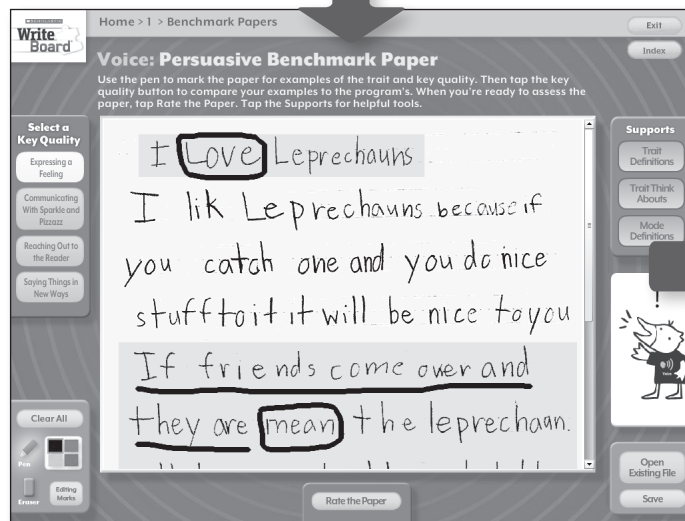 SCHOLASTIC
Write
Board
Home > 1 > Benchmark Papers
Exit
Index
Voice: Persuasive Benchmark Paper
Use the pen to mark the paper for examples of the trait and key quality. Then tap the key
quality button to compare your examples to the program's. When you're ready to assess the
paper, tap Rate the Paper. Tap the Supports for helpful tools.
Select a
Key Quality
Expressing a
Feeling
Communicating
With Sparkle and
Pizzazz
Reaching Out to
the Reader
Saying Things in
New Ways
I Love Leprechauns
I lik Leprechauns because if
you catch one and you do nice
stuff to it it will be nice to you
If friends come over and
they are mean the leprechaun.
Supports
Trait
Definitions
Trait Think
Abouts
Mode
Definitions
!
Clear All
Pen
Eraser
Editing
Marks
Rate the Paper
Open
Existing File
Save